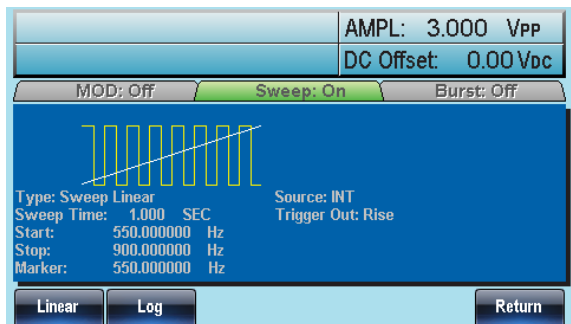 AMPL: 3.000 VPP
DC Offset: 0.00 VDC
MOD: Off Sweep: On Burst: Off
Type: Sweep Linear Source: INT
Sweep Time: 1.000 SEC Trigger Out: Rise
Start: 550.000000 Hz
Stop: 900.000000 Hz
Marker: 550.000000 Hz
Linear Log Return